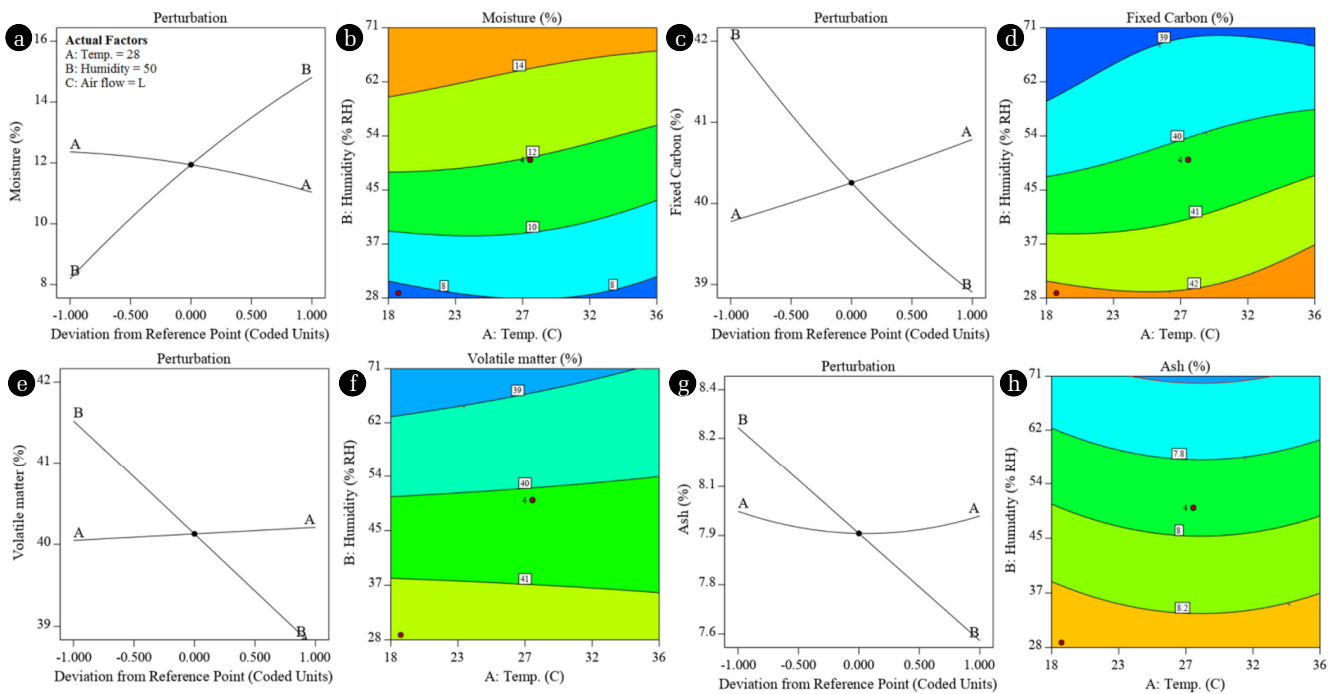 a
Perturbation
Actual Factors
A: Temp. = 28
B: Humidity = 50
C: Air flow = L
Moisture (%)
16
14
12
10
8
A
A
B
B
-1.000 -0.500 0.000 0.500 1.000
Deviation from Reference Point (Coded Units)
b
Moisture (%)
B: Humidity (% RH)
71
62
54
45
37
28
14
12
4
10
8
8
18 23 27 32 36
A: Temp. (C)
c
Perturbation
Fixed Carbon (%)
42
41
40
39
B
A
A
B
-1.000 -0.500 0.000 0.500 1.000
Deviation from Reference Point (Coded Units)
d
Fixed Carbon (%)
B: Humidity (% RH)
71
62
54
45
37
28
39
40
4
41
42
18 23 27 32 36
A: Temp. (C)
e
Perturbation
Volatile matter (%)
42
41
40
39
B
A
A
B
-1.000 -0.500 0.000 0.500 1.000
Deviation from Reference Point (Coded Units)
f
Volatile matter (%)
B: Humidity (% RH)
71
62
54
45
37
28
39
40
4
41
18 23 27 32 36
A: Temp. (C)
g
Perturbation
Ash (%)
8.4
8.2
8.1
7.9
7.8
7.6
B
A
A
B
-1.000 -0.500 0.000 0.500 1.000
Deviation from Reference Point (Coded Units)
h
Ash (%)
B: Humidity (% RH)
71
62
54
45
37
28
7.8
4
8
8.2
18 23 27 32 36
A: Temp. (C)